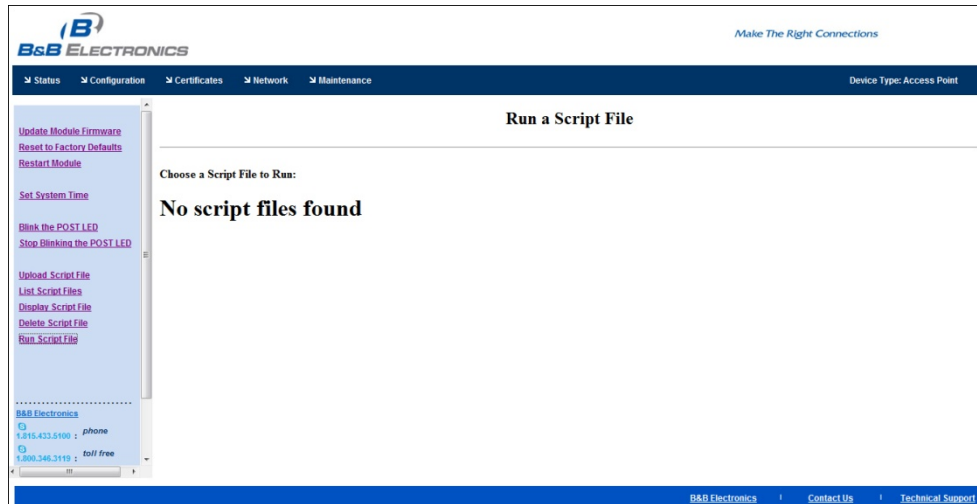 B&B ELECTRONICS
Make The Right Connections
Status Configuration Certificates Network Maintenance Device Type: Access Point
Update Module Firmware
Reset to Factory Defaults
Restart Module
Set System Time
Blink the POST LED
Stop Blinking the POST LED
Upload Script File
List Script Files
Display Script File
Delete Script File
Run Script File
B&B Electronics
1.815.433.5100 : phone
1.800.346.3119 : toll free
Run a Script File
Choose a Script File to Run:
No script files found
B&B Electronics | Contact Us | Technical Support